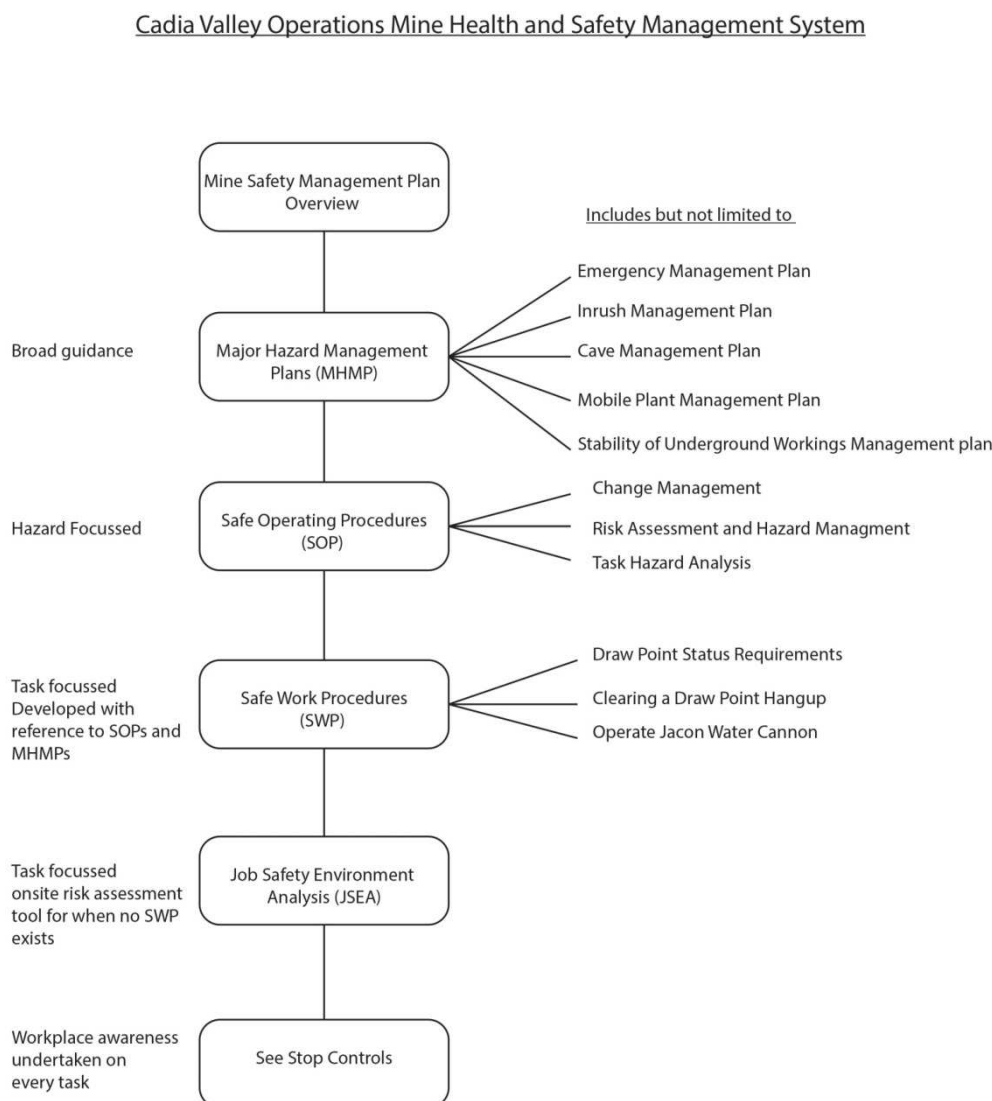 Cadia Valley Operations Mine Health and Safety Management System
Mine Safety Management Plan
Overview
Includes but not limited to
Broad guidance
Major Hazard Management
Plans (MHMP)
Emergency Management Plan
Inrush Management Plan
Cave Management Plan
Mobile Plant Management Plan
Stability of Underground Workings Management plan
Hazard Focussed
Safe Operating Procedures
(SOP)
Change Management
Risk Assessment and Hazard Managment
Task Hazard Analysis
Task focussed
Developed with
reference to SOPs and
MHMPs
Safe Work Procedures
(SWP)
Draw Point Status Requirements
Clearing a Draw Point Hangup
Operate Jacon Water Cannon
Task focussed
onsite risk assessment
tool for when no SWP
exists
Job Safety Environment
Analysis (JSEA)
Workplace awareness
undertaken on
every task
See Stop Controls